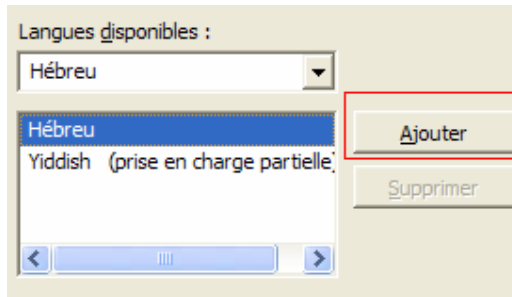 Langues disponibles :
Hébreu
Hébreu
Yiddish (prise en charge partielle)
Ajouter
Supprimer